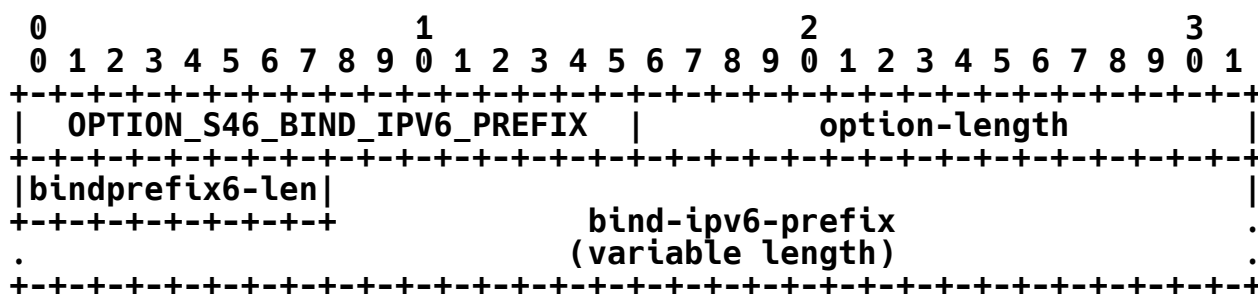 0                   1                   2                   3
 0 1 2 3 4 5 6 7 8 9 0 1 2 3 4 5 6 7 8 9 0 1 2 3 4 5 6 7 8 9 0 1
+-+-+-+-+-+-+-+-+-+-+-+-+-+-+-+-+-+-+-+-+-+-+-+-+-+-+-+-+-+-+-+-+
|  OPTION_S46_BIND_IPV6_PREFIX  |         option-length         |
+-+-+-+-+-+-+-+-+-+-+-+-+-+-+-+-+-+-+-+-+-+-+-+-+-+-+-+-+-+-+-+-+
|bindprefix6-len|                                               |
+-+-+-+-+-+-+-+-+             bind-ipv6-prefix                  .
.                             (variable length)                 .
+-+-+-+-+-+-+-+-+-+-+-+-+-+-+-+-+-+-+-+-+-+-+-+-+-+-+-+-+-+-+-+-+